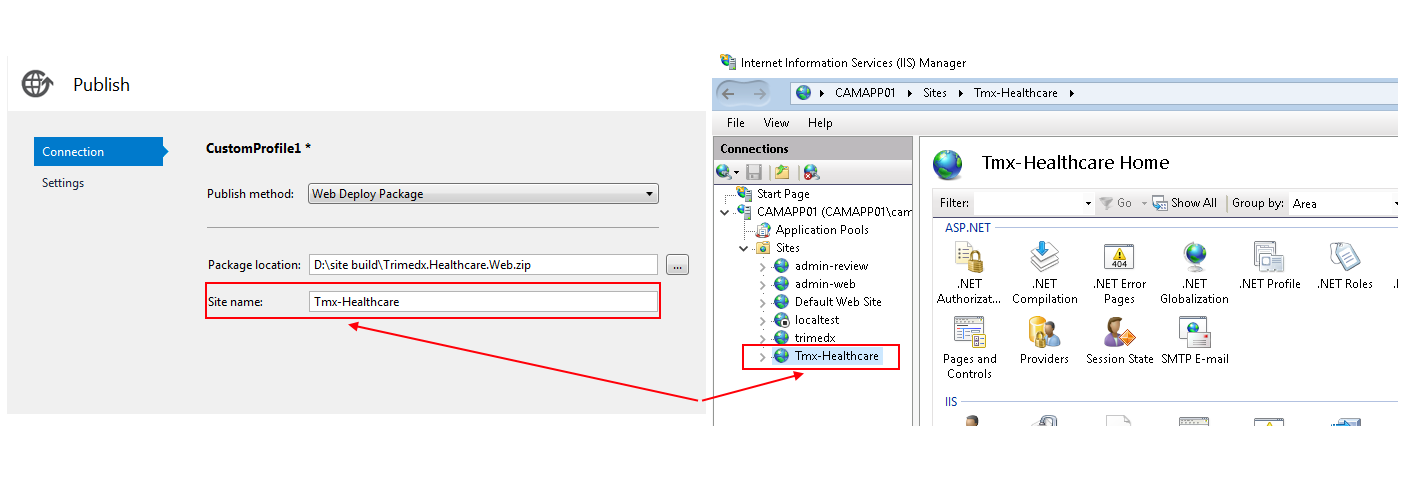 Publish
Connection
Settings
CustomProfile1 *
Publish method: Web Deploy Package
Package location: D:\site build\Trimedx.Healthcare.Web.zip ...
Site name: Tmx-Healthcare
Internet Information Services (IIS) Manager
CAMAPP01 Sites Tmx-Healthcare
File View Help
Connections
Start Page
CAMAPP01 (CAMAPP01\cam
Application Pools
Sites
admin-review
admin-web
Default Web Site
localtest
trimedx
Tmx-Healthcare
Tmx-Healthcare Home
Filter: Go Show All Group by: Area
ASP.NET
404
.NET Authorizat...
.NET Compilation
.NET Error Pages
.NET Globalization
.NET Profile
.NET Roles
Pages and Controls
Providers
Session State
SMTP E-mail
IIS